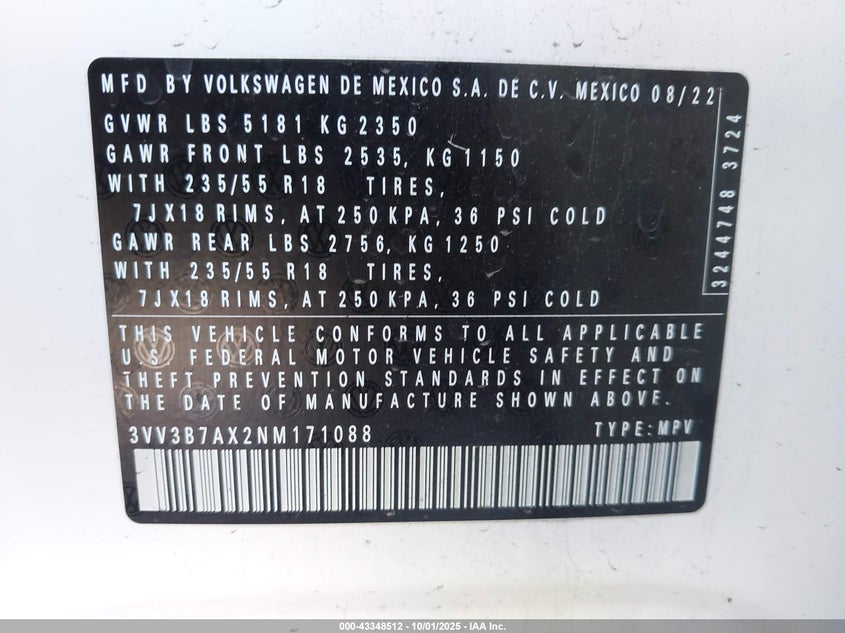 MFD BY VOLKSWAGEN DE MEXICO S.A. DE C.V. MEXICO 08/22
GVWR LBS 5181 KG 2350
GAWR FRONT LBS 2535, KG 1150
WITH 235/55 R18 TIRES,
7JX18 RIMS, AT 250 KPA, 36 PSI COLD
GAWR REAR LBS 2756, KG 1250
WITH 235/55 R18 TIRES,
7JX18 RIMS, AT 250 KPA, 36 PSI COLD
3244748 3724
THIS VEHICLE CONFORMS TO ALL APPLICABLE
U.S. FEDERAL MOTOR VEHICLE SAFETY AND
THEFT PREVENTION STANDARDS IN EFFECT ON
THE DATE OF MANUFACTURE SHOWN ABOVE.
3VV3B7AX2NM171088 TYPE: MPV
000-43348512 - 10/01/2025 - IAA Inc.